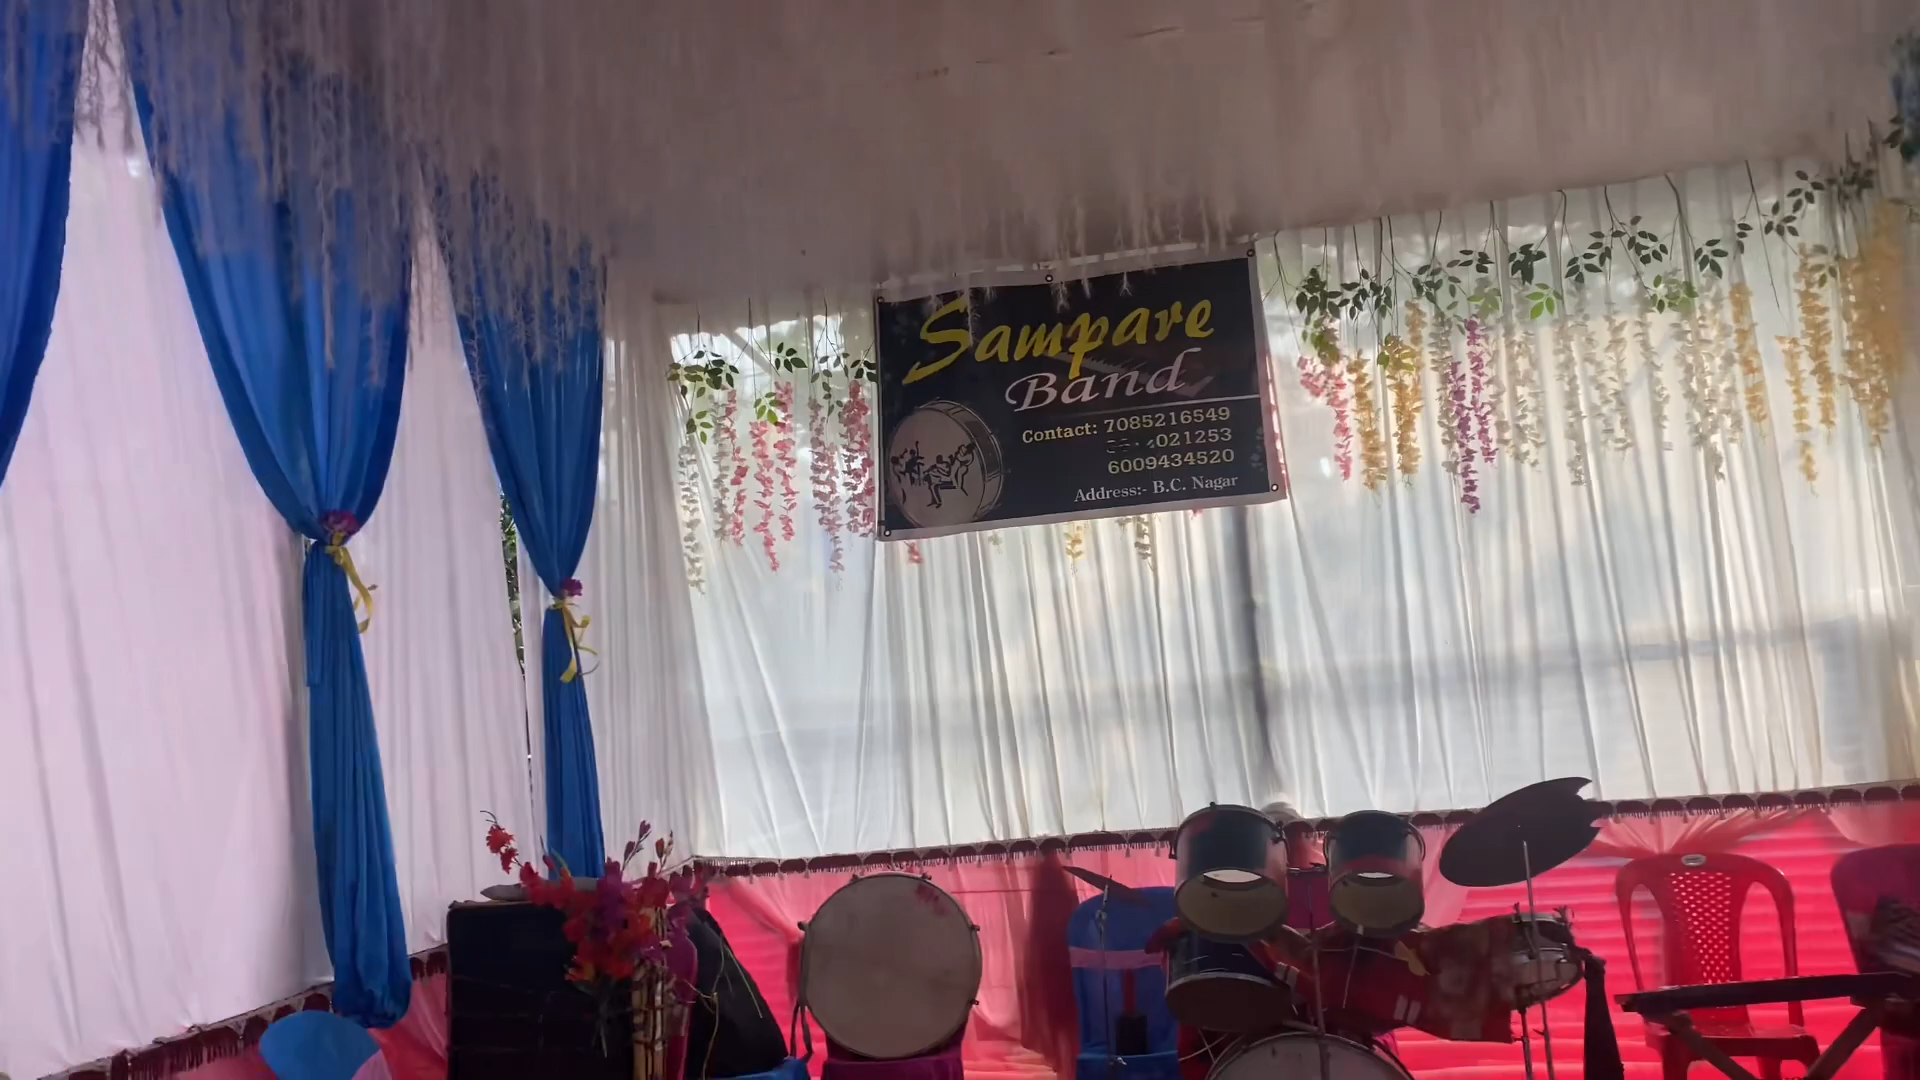 Sampare
Band
Contact: 7085216549
6009434520
Address:- B.C. Nagar